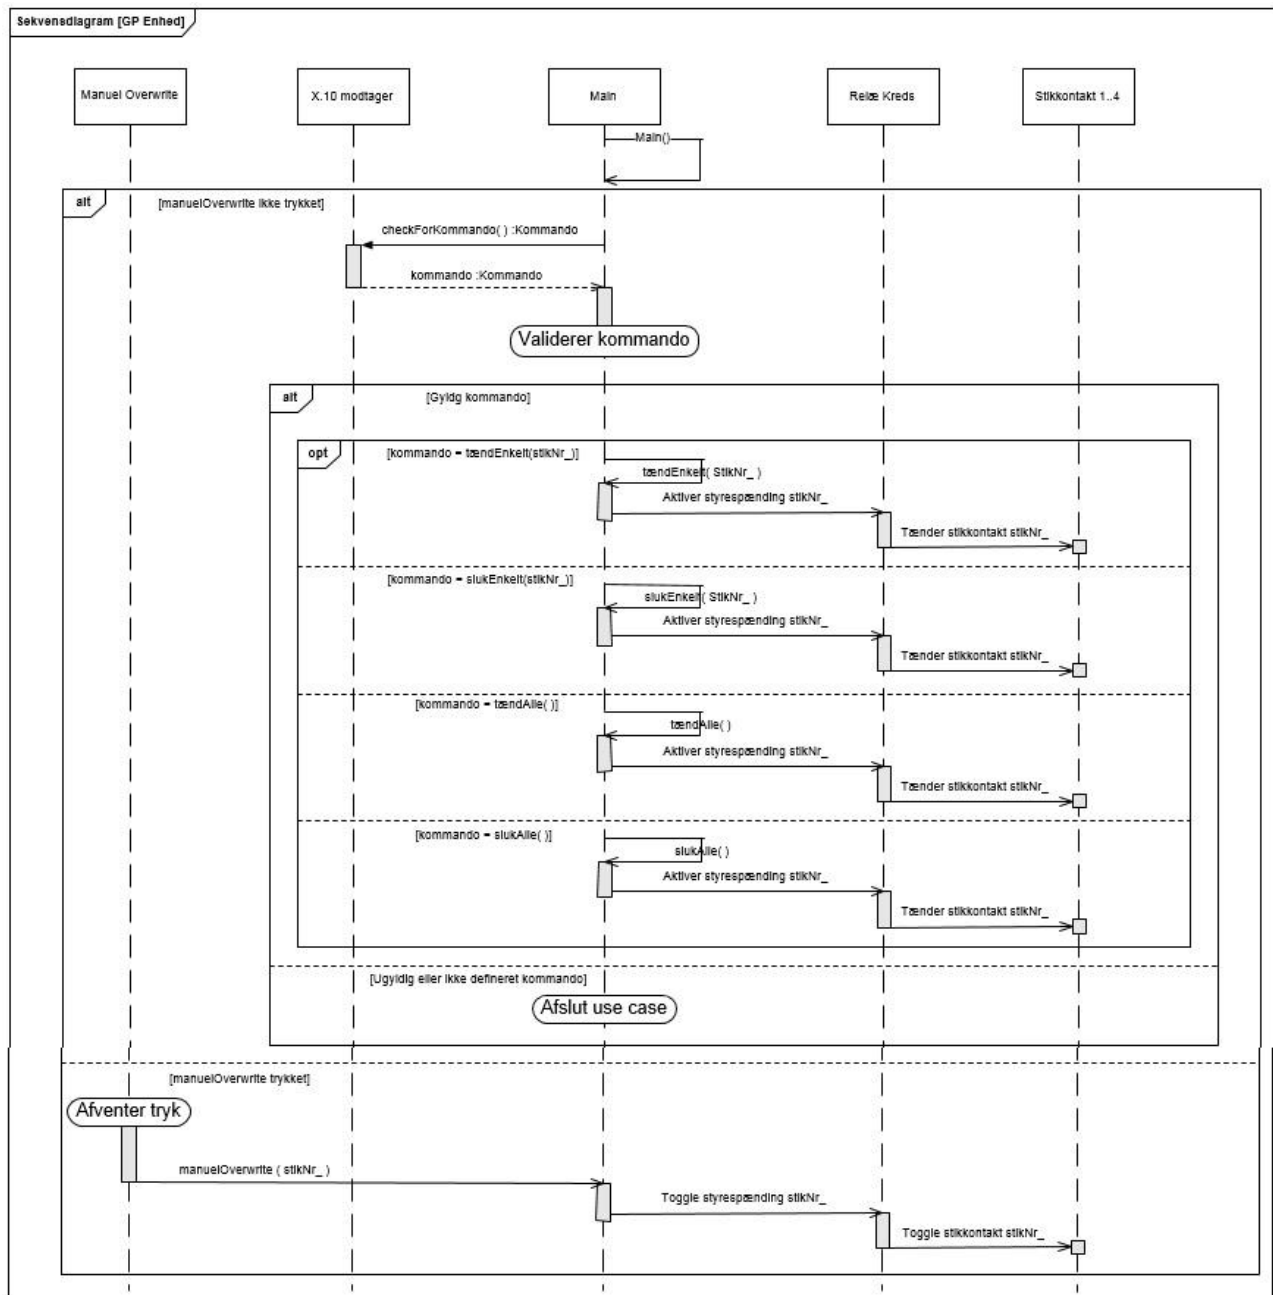 Sekvensdiagram [GP Enhed]
Manuel Overwrite
X.10 modtager
Main
Relæ Kreds
Stikkontakt 1..4
Main()
alt
[manuelOverwrite ikke trykket]
checkForKommando( ) :Kommando
kommando :Kommando
Validerer kommando
alt
[Gyldg kommando]
opt
[kommando = tændEnkelt(stikNr_)]
tændEnkelt( StikNr_ )
Aktiver styrespænding stikNr_
Tænder stikkontakt stikNr_
[kommando = slukEnkelt(stikNr_)]
slukEnkelt( StikNr_ )
Aktiver styrespænding stikNr_
Tænder stikkontakt stikNr_
[kommando = tændAlle( )]
tændAlle( )
Aktiver styrespænding stikNr_
Tænder stikkontakt stikNr_
[kommando = slukAlle( )]
slukAlle( )
Aktiver styrespænding stikNr_
Tænder stikkontakt stikNr_
[Ugyldig eller ikke defineret kommando]
Afslut use case
[manuelOverwrite trykket]
Afventer tryk
manuelOverwrite ( stikNr_ )
Toggle styrespænding stikNr_
Toggle stikkontakt stikNr_